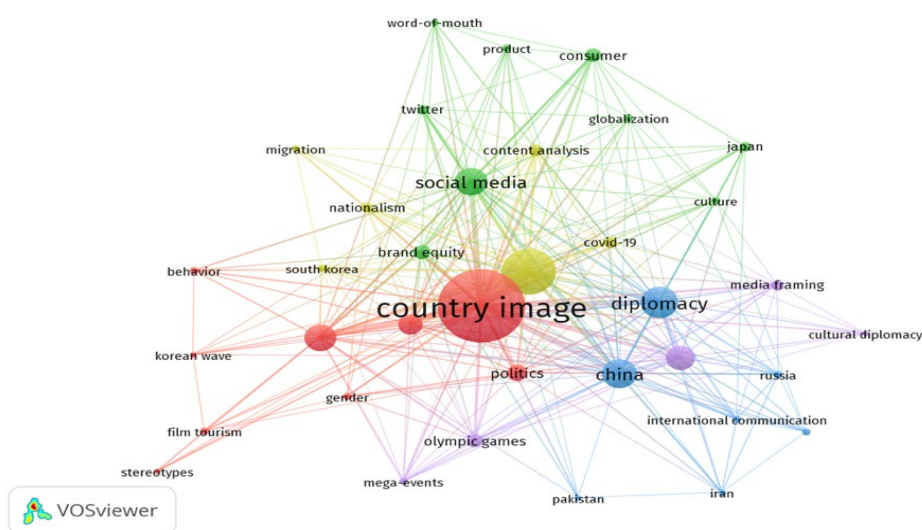 word-of-mouth
product
consumer
twitter
globalization
migration
content analysis
japan
social media
nationalism
culture
brand equity
covid-19
behavior
south korea
media framing
country image
diplomacy
cultural diplomacy
korean wave
politics
china
russia
gender
international communication
film tourism
olympic games
stereotypes
mega-events
iran
pakistan
VOSviewer